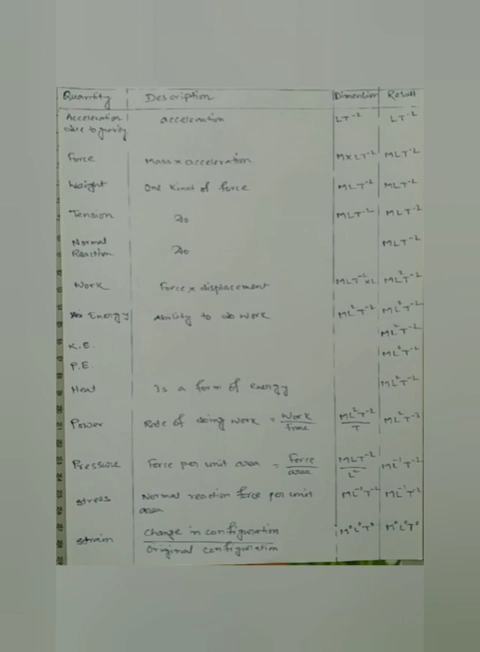 Quantity Description Dimension Result
Acceleration due to gravity acceleration LT⁻² LT⁻²
Force Mass x acceleration M x LT⁻² MLT⁻²
Weight One kind of force MLT⁻² MLT⁻²
Tension Do MLT⁻² MLT⁻²
Normal Reaction Do MLT⁻²
Work Force x displacement MLT⁻² x L ML²T⁻²
Energy Ability to do work ML²T⁻² ML²T⁻²
K.E. ML²T⁻²
P.E. ML²T⁻²
Heat Is a form of energy ML²T⁻²
Power Rate of doing work = Work/time ML²T⁻²/T ML²T⁻³
Pressure Force per unit area = Force/area MLT⁻²/L² ML⁻¹T⁻²
Stress Normal reaction force per unit area ML⁻¹T⁻² ML⁻¹T⁻²
Strain Change in configuration/Original configuration M⁰L⁰T⁰ M⁰L⁰T⁰